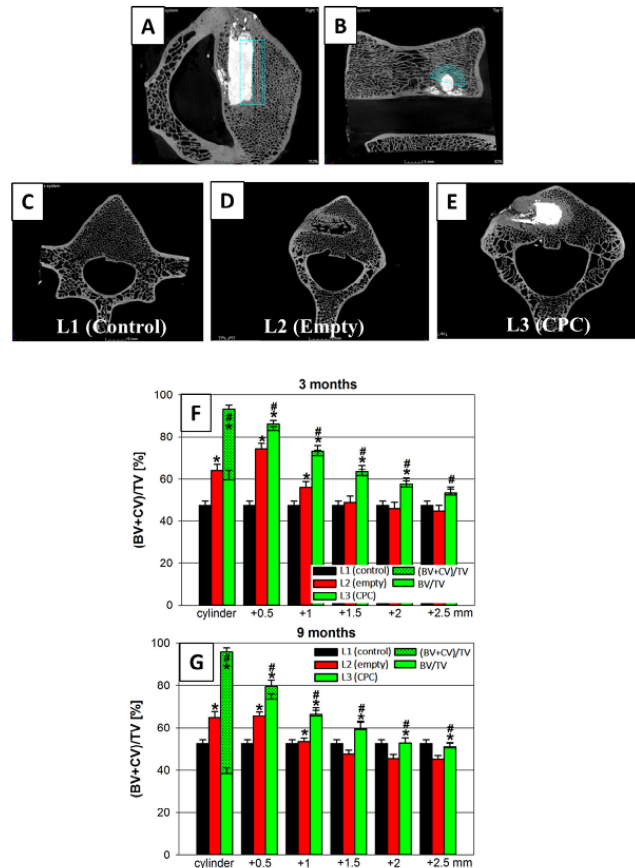 A
B
C
D
E
L1 (Control)
L2 (Empty)
L3 (CPC)
3 months
F
(BV+CV)/TV [%]
100
80
60
40
20
0
* # * * # * * # * # * # * #
L1 (control)
L2 (empty)
L3 (CPC)
(BV+CV)/TV
BV/TV
cylinder +0.5 +1 +1.5 +2 +2.5 mm
9 months
G
(BV+CV)/TV [%]
100
80
60
40
20
0
* # * * # * * # * # * # * # *
L1 (control)
L2 (empty)
L3 (CPC)
(BV+CV)/TV
BV/TV
cylinder +0.5 +1 +1.5 +2 +2.5 mm